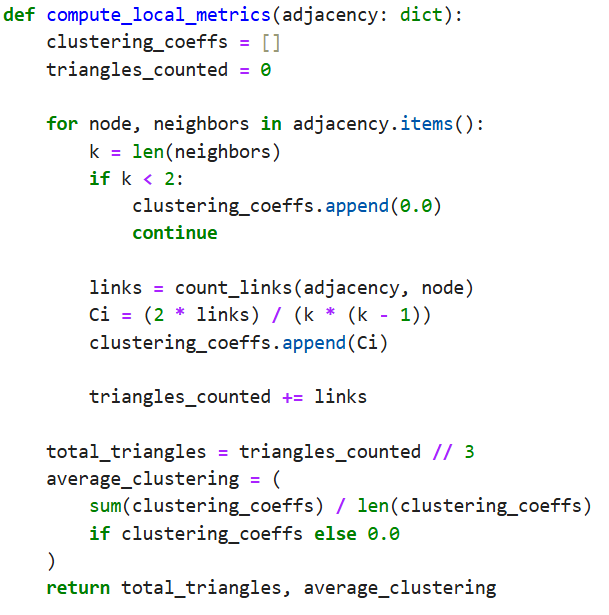 def compute_local_metrics(adjacency: dict):
    clustering_coeffs = []
    triangles_counted = 0

    for node, neighbors in adjacency.items():
        k = len(neighbors)
        if k < 2:
            clustering_coeffs.append(0.0)
            continue

        links = count_links(adjacency, node)
        Ci = (2 * links) / (k * (k - 1))
        clustering_coeffs.append(Ci)

        triangles_counted += links

    total_triangles = triangles_counted // 3
    average_clustering = (
        sum(clustering_coeffs) / len(clustering_coeffs)
        if clustering_coeffs else 0.0
    )
    return total_triangles, average_clustering